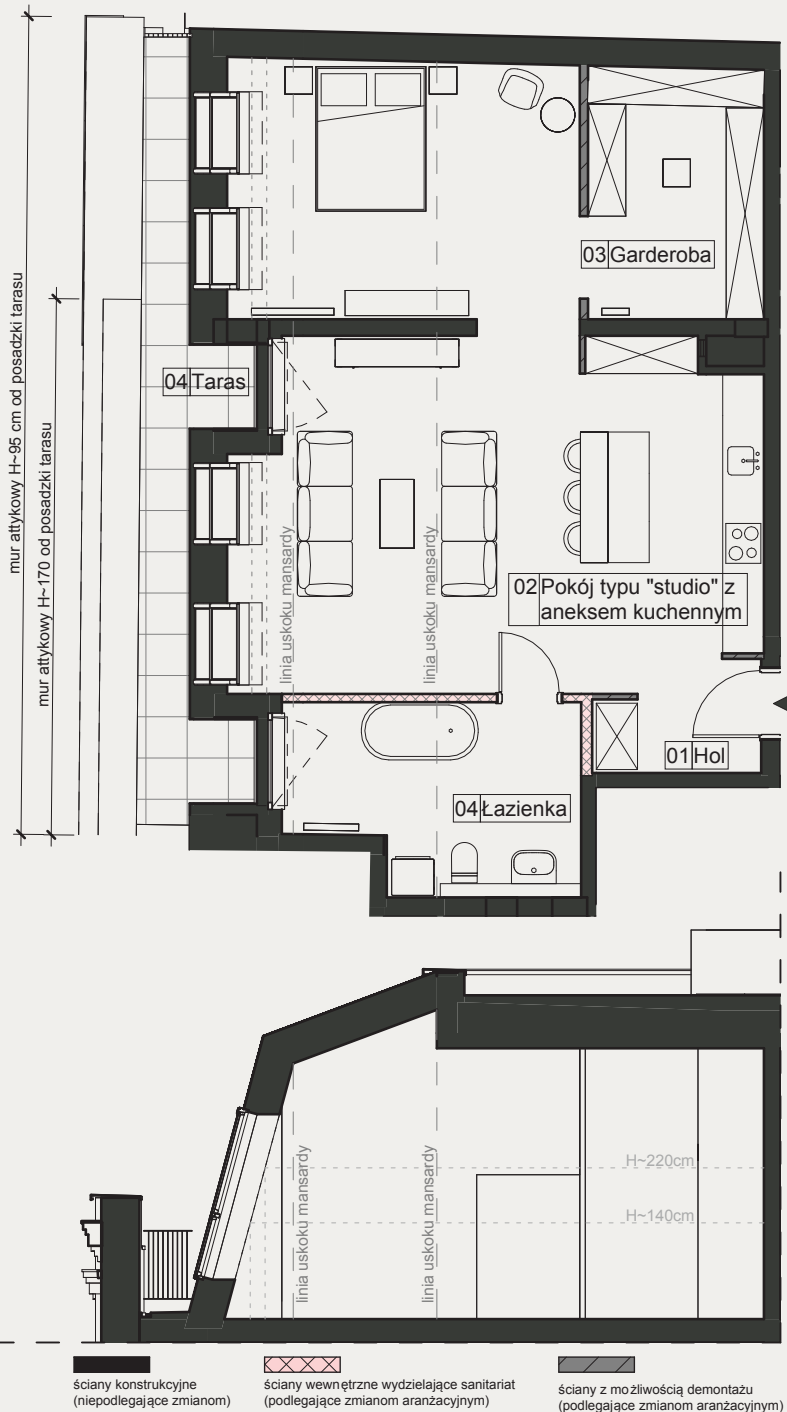 mur attykowy H~95 cm od posadzki tarasu
mur attykowy H~170 od posadzki tarasu
03 Garderoba
04 Taras
linia uskoku mansardy
linia uskoku mansardy
02 Pokój typu "studio" z
aneksem kuchennym
01 Hol
04 Łazienka
linia uskoku mansardy
linia uskoku mansardy
H~220cm
H~140cm
ściany konstrukcyjne
(niepodlegające zmianom)
ściany wewnętrzne wydzielające sanitariat
(podlegające zmianom aranżacyjnym)
ściany z możliwością demontażu
(podlegające zmianom aranżacyjnym)